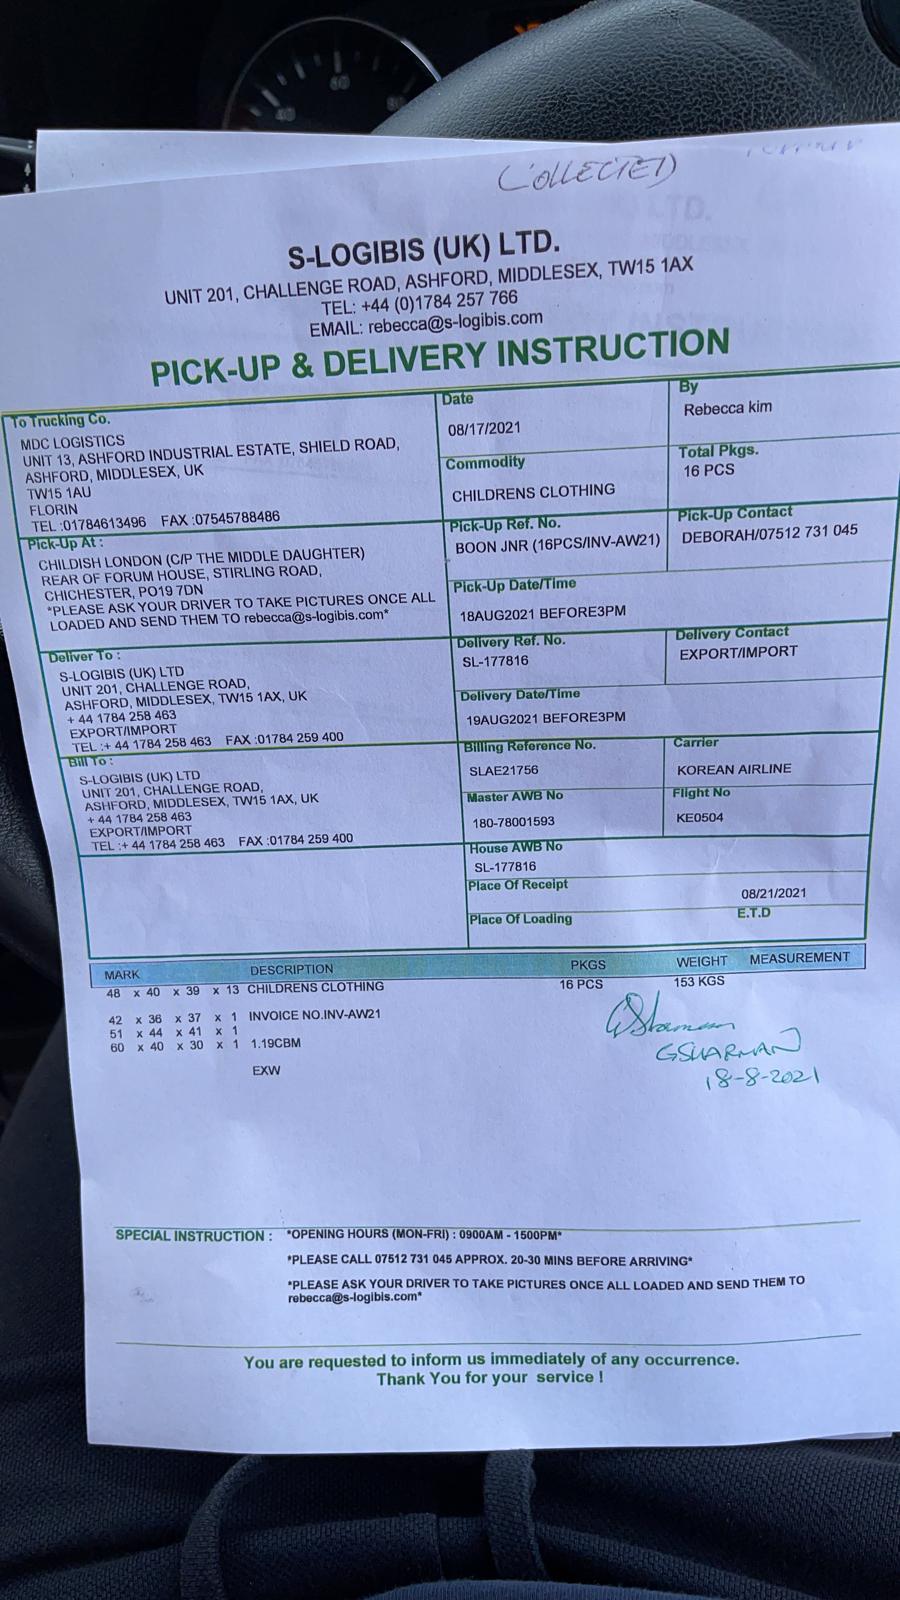 (COLLECTED)
S-LOGIBIS (UK) LTD.
UNIT 201, CHALLENGE ROAD, ASHFORD, MIDDLESEX, TW15 1AX
TEL: +44 (0)1784 257 766
EMAIL: rebecca@s-logibis.com
PICK-UP & DELIVERY INSTRUCTION
To Trucking Co.
MDC LOGISTICS
UNIT 13, ASHFORD INDUSTRIAL ESTATE, SHIELD ROAD,
ASHFORD, MIDDLESEX, UK
TW15 1AU
FLORIN
TEL :01784613496 FAX :07545788486
Date
08/17/2021
By
Rebecca kim
Commodity
CHILDRENS CLOTHING
Total Pkgs.
16 PCS
Pick-Up At :
CHILDISH LONDON (C/P THE MIDDLE DAUGHTER)
REAR OF FORUM HOUSE, STIRLING ROAD,
CHICHESTER, PO19 7DN
*PLEASE ASK YOUR DRIVER TO TAKE PICTURES ONCE ALL
LOADED AND SEND THEM TO rebecca@s-logibis.com*
Pick-Up Ref. No.
BOON JNR (16PCS/INV-AW21)
Pick-Up Contact
DEBORAH/07512 731 045
Pick-Up Date/Time
18AUG2021 BEFORE3PM
Deliver To :
S-LOGIBIS (UK) LTD
UNIT 201, CHALLENGE ROAD,
ASHFORD, MIDDLESEX, TW15 1AX, UK
+ 44 1784 258 463
EXPORT/IMPORT
TEL :+ 44 1784 258 463 FAX :01784 259 400
Delivery Ref. No.
SL-177816
Delivery Contact
EXPORT/IMPORT
Delivery Date/Time
19AUG2021 BEFORE3PM
Bill To :
S-LOGIBIS (UK) LTD
UNIT 201, CHALLENGE ROAD,
ASHFORD, MIDDLESEX, TW15 1AX, UK
+ 44 1784 258 463
EXPORT/IMPORT
TEL :+ 44 1784 258 463 FAX :01784 259 400
Billing Reference No.
SLAE21756
Carrier
KOREAN AIRLINE
Master AWB No
180-78001593
Flight No
KE0504
House AWB No
SL-177816
Place Of Receipt
08/21/2021
Place Of Loading
E.T.D
MARK DESCRIPTION PKGS WEIGHT MEASUREMENT
48 x 40 x 39 x 13 CHILDRENS CLOTHING 16 PCS 153 KGS
42 x 36 x 37 x 1 INVOICE NO.INV-AW21
51 x 44 x 41 x 1
60 x 40 x 30 x 1 1.19CBM
EXW
GSHARMAN
18-8-2021
SPECIAL INSTRUCTION : *OPENING HOURS (MON-FRI) : 0900AM - 1500PM*
*PLEASE CALL 07512 731 045 APPROX. 20-30 MINS BEFORE ARRIVING*
*PLEASE ASK YOUR DRIVER TO TAKE PICTURES ONCE ALL LOADED AND SEND THEM TO
rebecca@s-logibis.com*
You are requested to inform us immediately of any occurrence.
Thank You for your service !